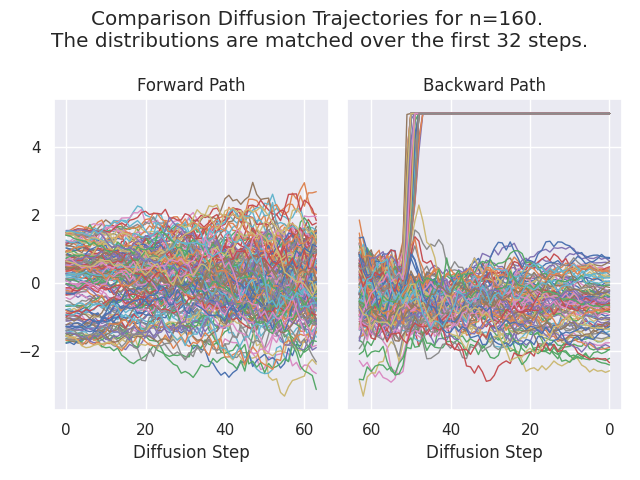 Comparison Diffusion Trajectories for n=160.
The distributions are matched over the first 32 steps.
Forward Path
Backward Path
4
2
0
−2
0 20 40 60
60 40 20 0
Diffusion Step
Diffusion Step